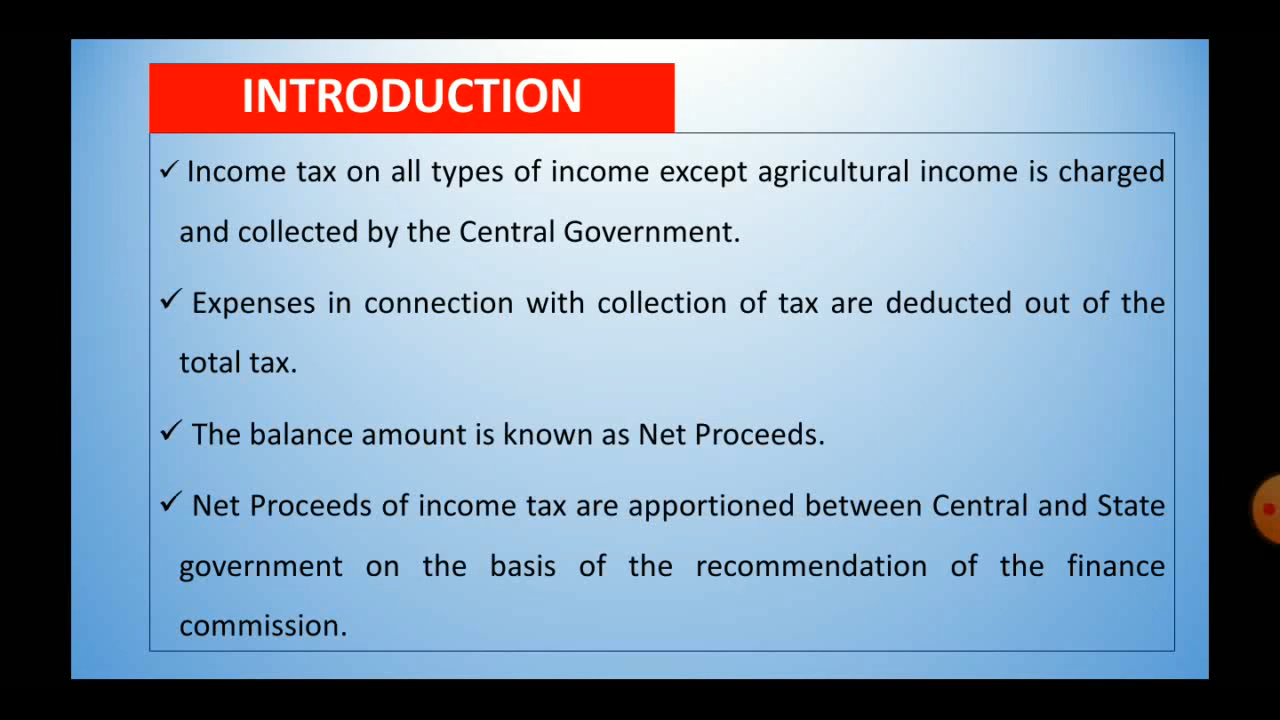 INTRODUCTION
✓ Income tax on all types of income except agricultural income is charged
and collected by the Central Government.
✓ Expenses in connection with collection of tax are deducted out of the
total tax.
✓ The balance amount is known as Net Proceeds.
✓ Net Proceeds of income tax are apportioned between Central and State
government on the basis of the recommendation of the finance
commission.